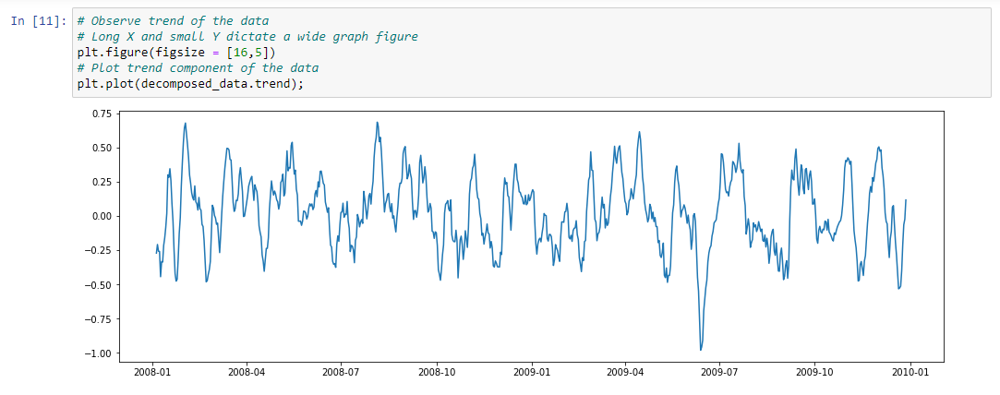 In [11]: # Observe trend of the data
# Long X and small Y dictate a wide graph figure
plt.figure(figsize = [16,5])
# Plot trend component of the data
plt.plot(decomposed_data.trend);
0.75
0.50
0.25
0.00
−0.25
−0.50
−0.75
−1.00
2008-01 2008-04 2008-07 2008-10 2009-01 2009-04 2009-07 2009-10 2010-01